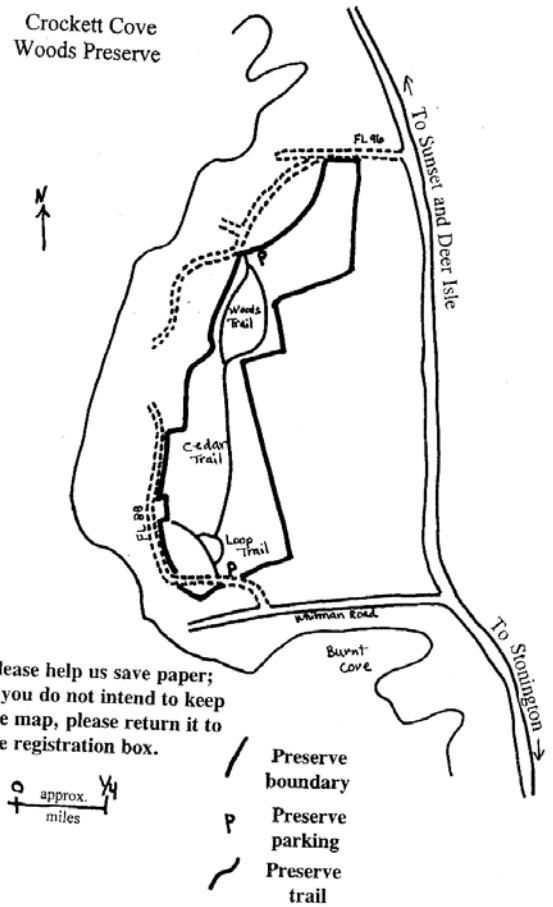 Crockett Cove
Woods Preserve
N
FL 96
To Sunset and Deer Isle
P
Woods
Trail
Cedar
Trail
FL 88
Loop
Trail
P
Whitman Road
Burnt
Cove
To Stonington
lease help us save paper;
you do not intend to keep
e map, please return it to
e registration box.
0 approx. 1/4
miles
Preserve
boundary
P Preserve
parking
Preserve
trail